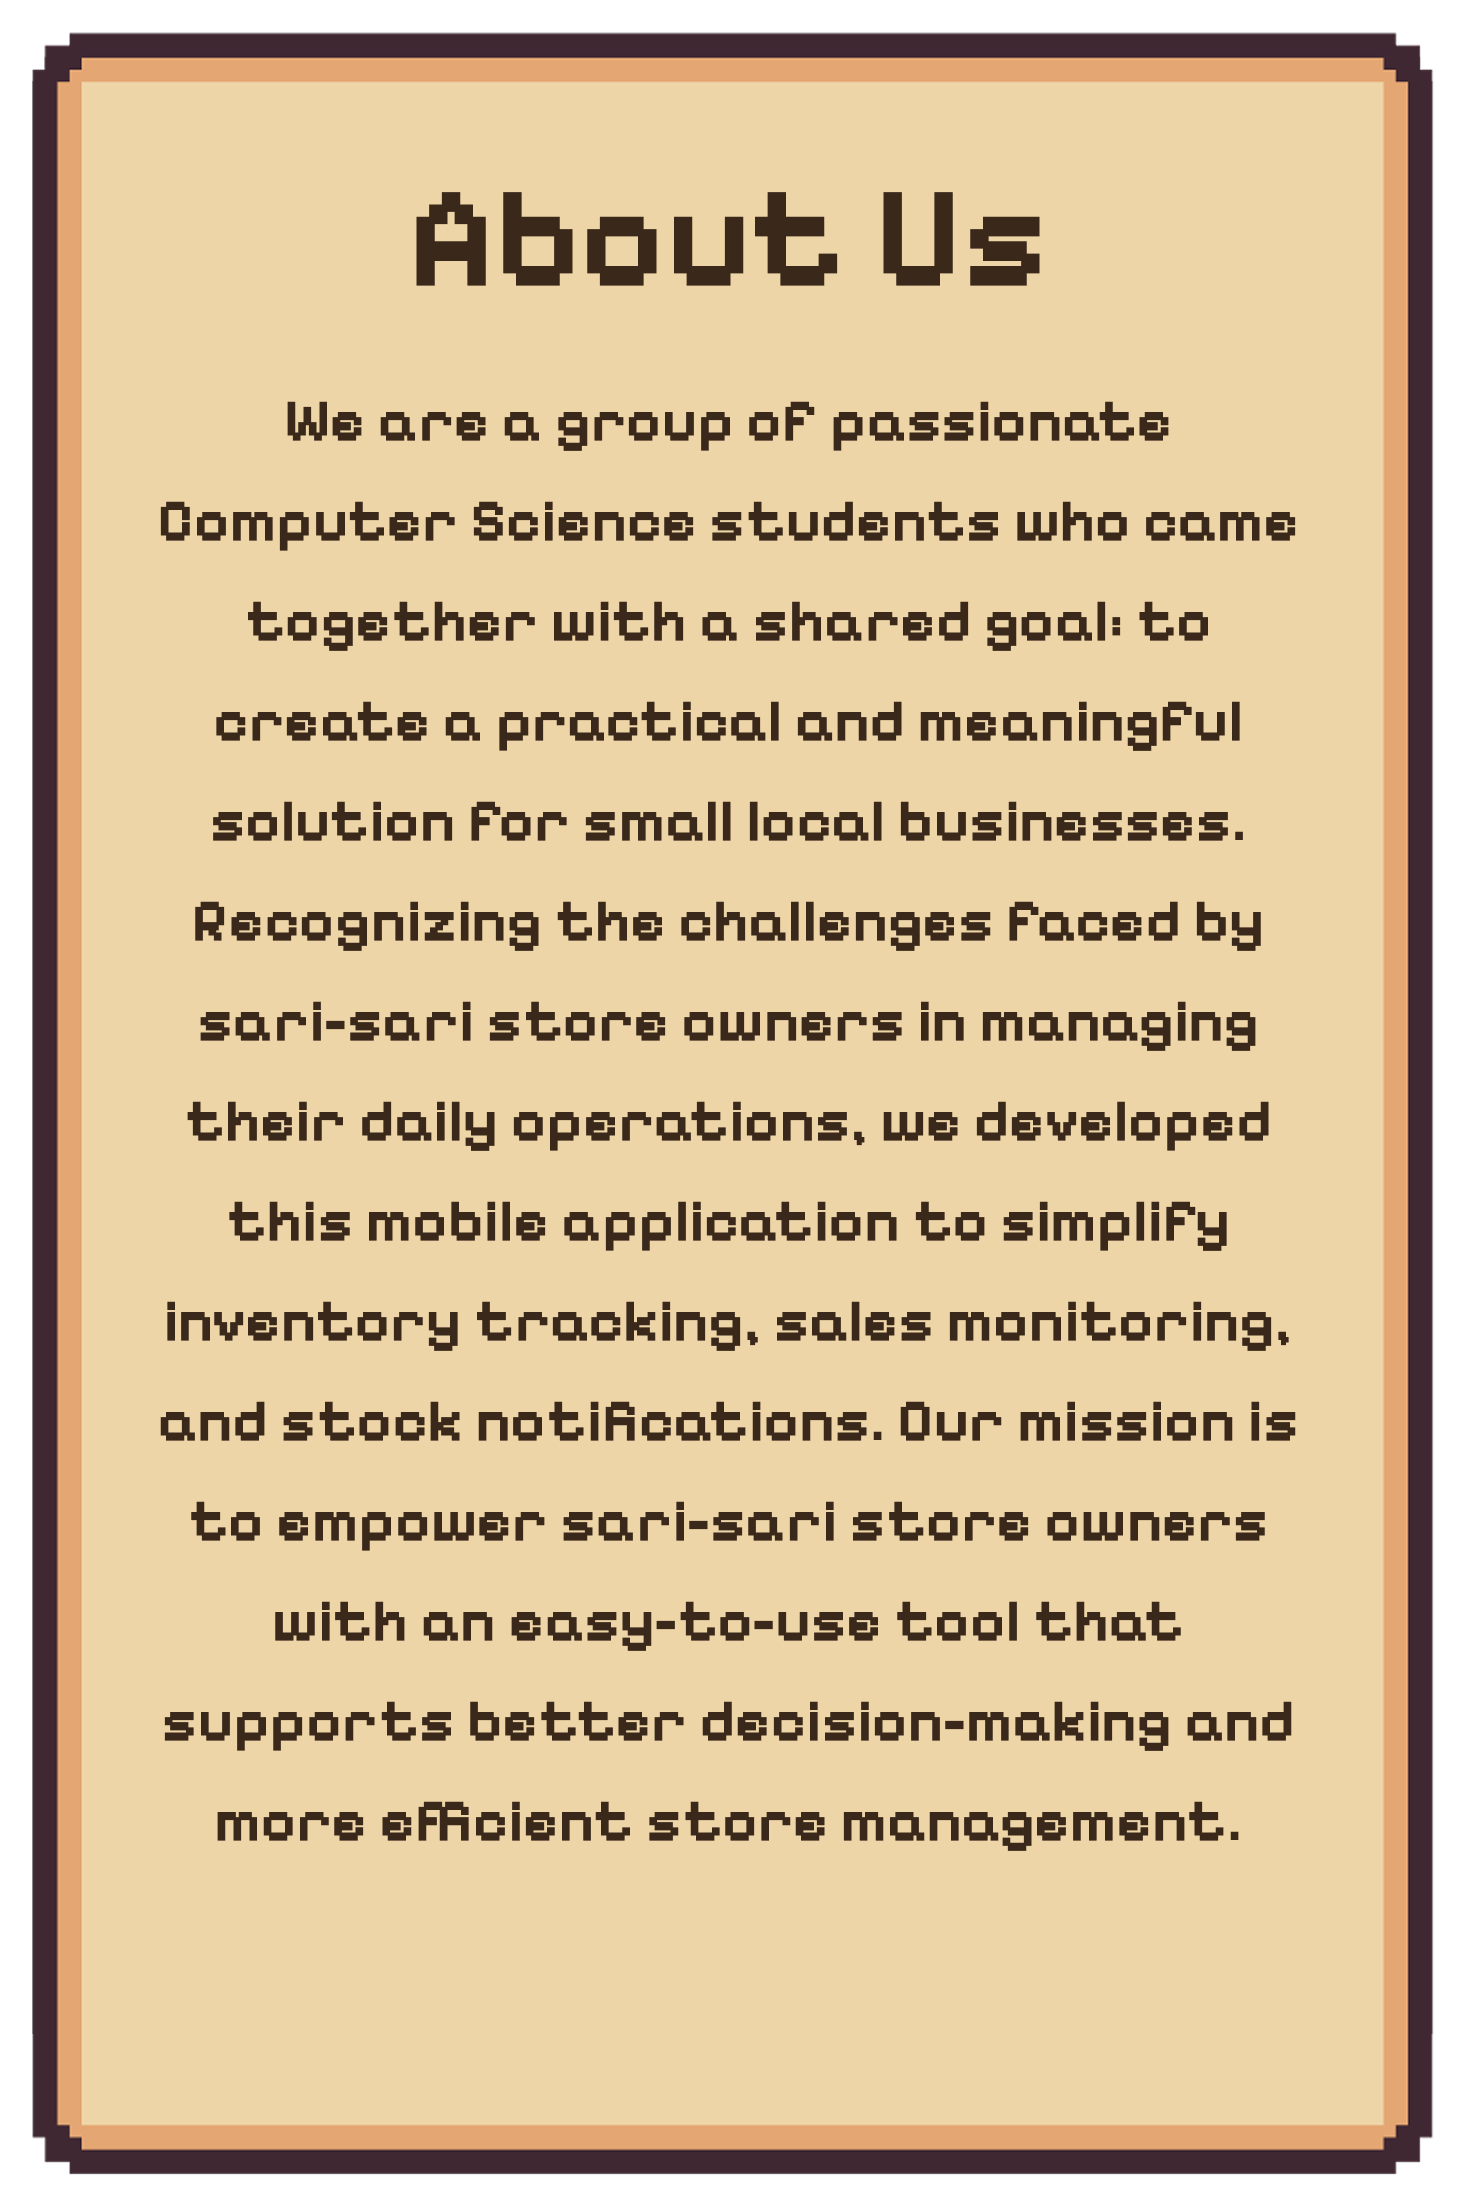 About Us
We are a group of passionate
Computer Science students who came
together with a shared goal: to
create a practical and meaningful
solution for small local businesses.
Recognizing the challenges faced by
sari-sari store owners in managing
their daily operations, we developed
this mobile application to simplify
inventory tracking, sales monitoring,
and stock notifications. Our mission is
to empower sari-sari store owners
with an easy-to-use tool that
supports better decision-making and
more efficient store management.